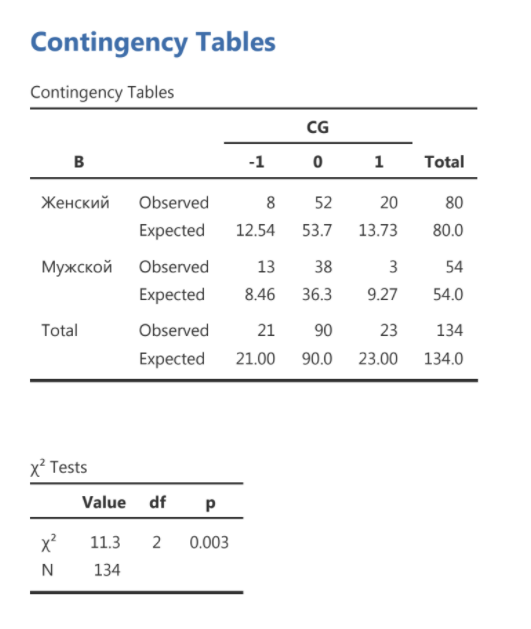 Contingency Tables
Contingency Tables
CG
B -1 0 1 Total
Женский Observed 8 52 20 80
Expected 12.54 53.7 13.73 80.0
Мужской Observed 13 38 3 54
Expected 8.46 36.3 9.27 54.0
Total Observed 21 90 23 134
Expected 21.00 90.0 23.00 134.0
χ² Tests
Value df p
χ² 11.3 2 0.003
N 134